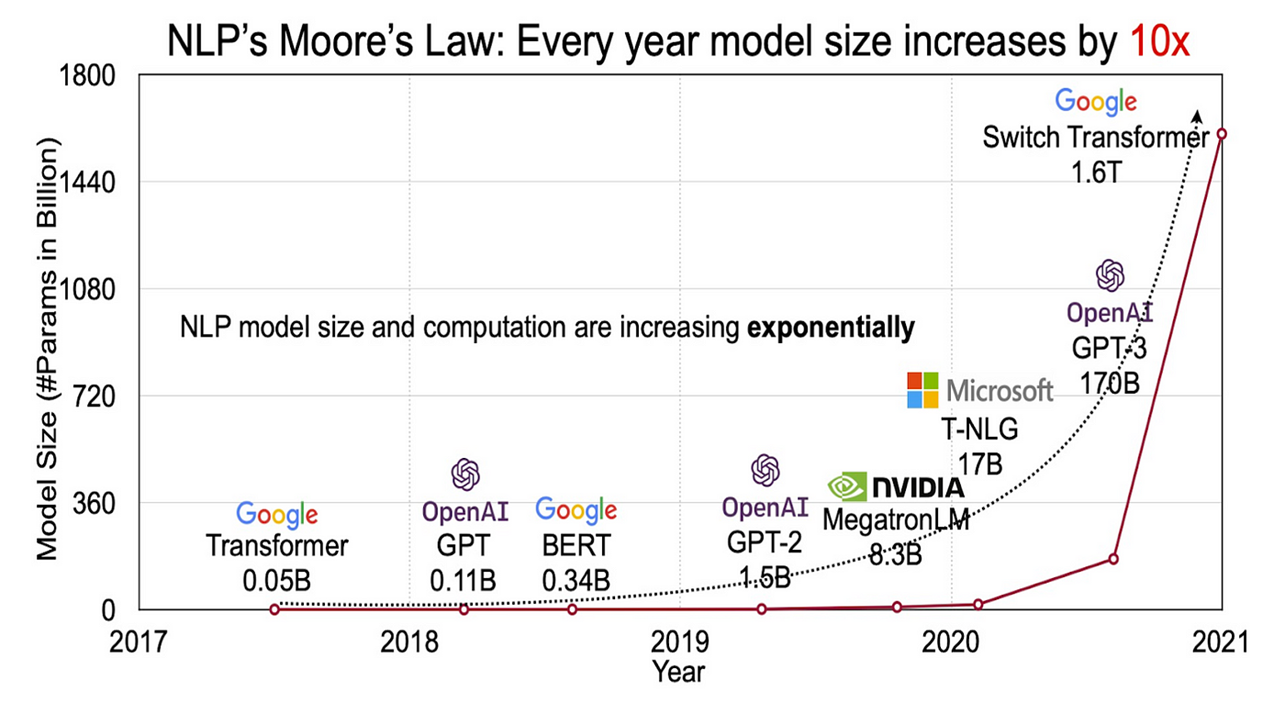 NLP's Moore's Law: Every year model size increases by 10x
Model Size (#Params in Billion)
1800
1440
1080
720
360
0
NLP model size and computation are increasing exponentially
Google
Transformer
0.05B
OpenAI
GPT
0.11B
Google
BERT
0.34B
OpenAI
GPT-2
1.5B
NVIDIA
MegatronLM
8.3B
Microsoft
T-NLG
17B
OpenAI
GPT-3
170B
Google
Switch Transformer
1.6T
2017
2018
2019
2020
2021
Year